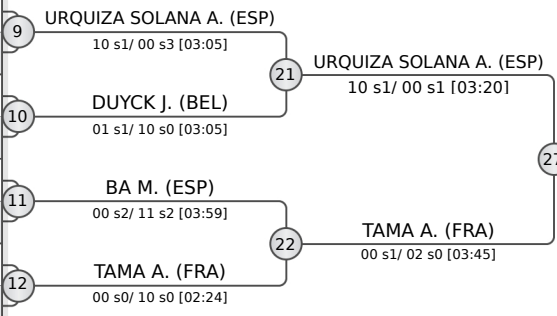 URQUIZA SOLANA A. (ESP)
9
10 s1/ 00 s3 [03:05]
URQUIZA SOLANA A. (ESP)
21
10 s1/ 00 s1 [03:20]
DUYCK J. (BEL)
10
01 s1/ 10 s0 [03:05]
27
BA M. (ESP)
11
00 s2/ 11 s2 [03:59]
TAMA A. (FRA)
22
00 s1/ 02 s0 [03:45]
TAMA A. (FRA)
12
00 s0/ 10 s0 [02:24]